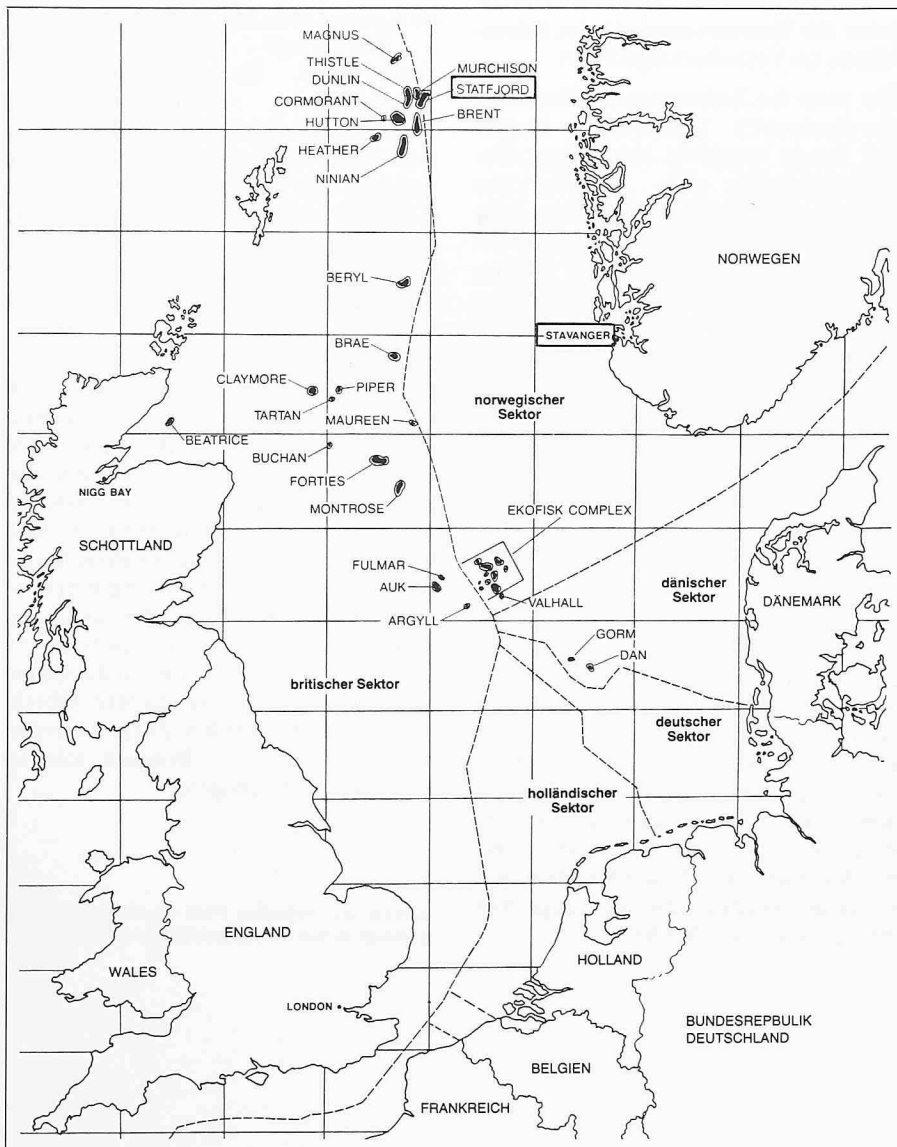 MAGNUS
THISTLE
DUNLIN
CORMORANT
HUTTON
HEATHER
NINIAN
MURCHISON
STATFJORD
BRENT
NORWEGEN
BERYL
STAVANGER
BRAE
CLAYMORE
PIPER
TARTAN
MAUREEN
norwegischer
Sektor
BEATRICE
BUCHAN
FORTIES
NIGG BAY
MONTROSE
EKOFISK COMPLEX
SCHOTTLAND
FULMAR
AUK
ARGYLL
VALHALL
dänischer
Sektor
DÄNEMARK
GORM
DAN
britischer Sektor
deutscher
Sektor
holländischer
Sektor
ENGLAND
WALES
LONDON
HOLLAND
BUNDESREPBULIK
DEUTSCHLAND
BELGIEN
FRANKREICH